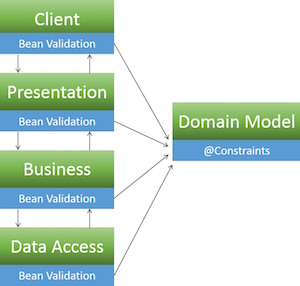 Client
Bean Validation
Presentation
Bean Validation
Business
Bean Validation
Data Access
Bean Validation
Domain Model
@Constraints